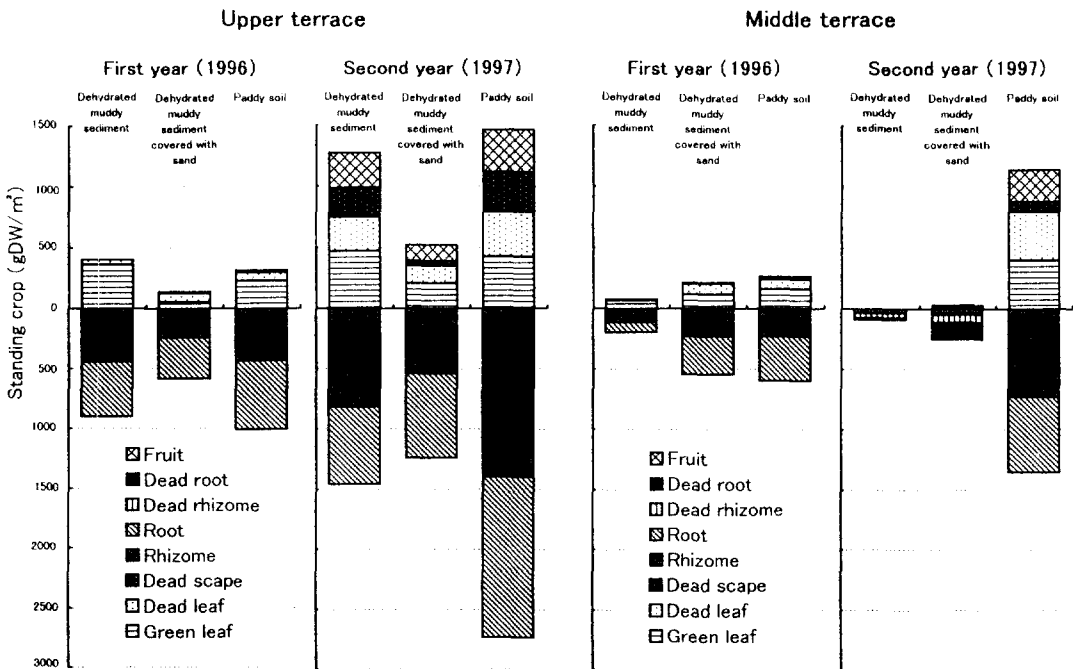 Upper terrace
Middle terrace
First year (1996)
Second year (1997)
First year (1996)
Second year (1997)
Dehydrated
muddy
sediment
Dehydrated
muddy
sediment
covered with
sand
Paddy soil
Dehydrated
muddy
sediment
Dehydrated
muddy
sediment
covered with
sand
Paddy soil
Dehydrated
muddy
sediment
Dehydrated
muddy
sediment
covered with
sand
Paddy soil
Dehydrated
muddy
sediment
Dehydrated
muddy
sediment
covered with
sand
Paddy soil
Standing crop (gDW/m²)
1500
1000
500
0
500
1000
1500
2000
2500
3000
Fruit
Dead root
Dead rhizome
Root
Rhizome
Dead scape
Dead leaf
Green leaf
Fruit
Dead root
Dead rhizome
Root
Rhizome
Dead scape
Dead leaf
Green leaf